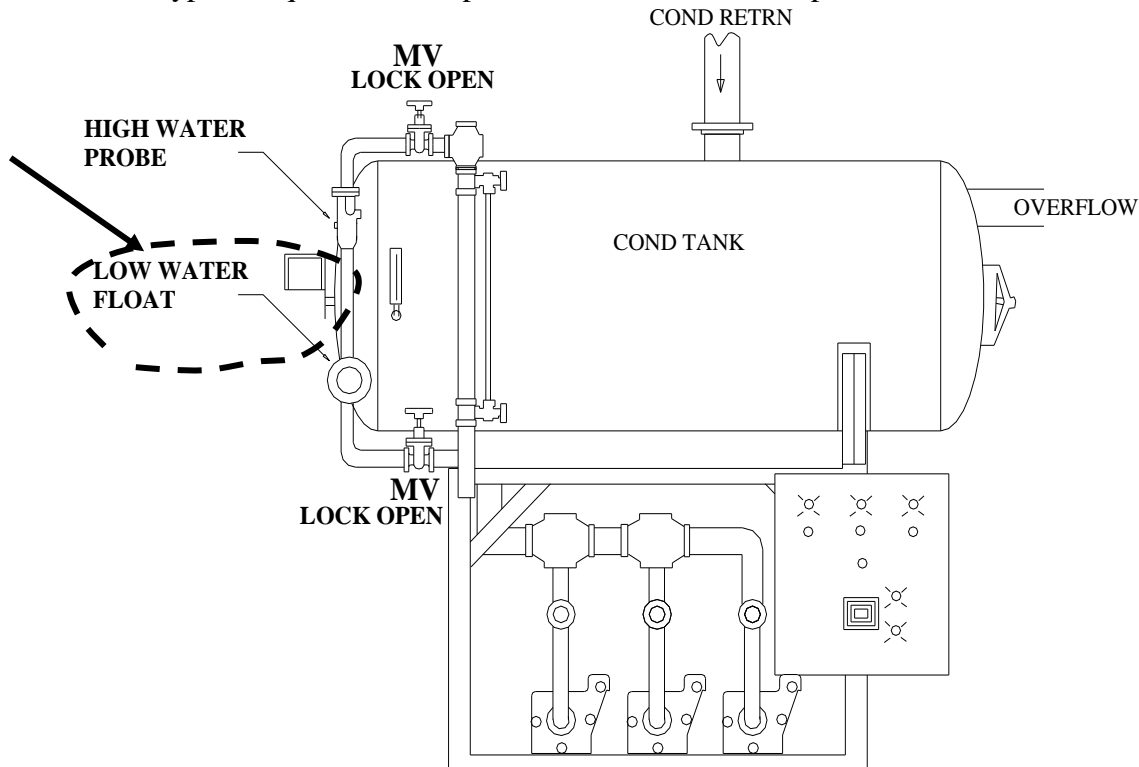 COND RETRN
MV
LOCK OPEN
HIGH WATER
PROBE
OVERFLOW
COND TANK
LOW WATER
FLOAT
MV
LOCK OPEN